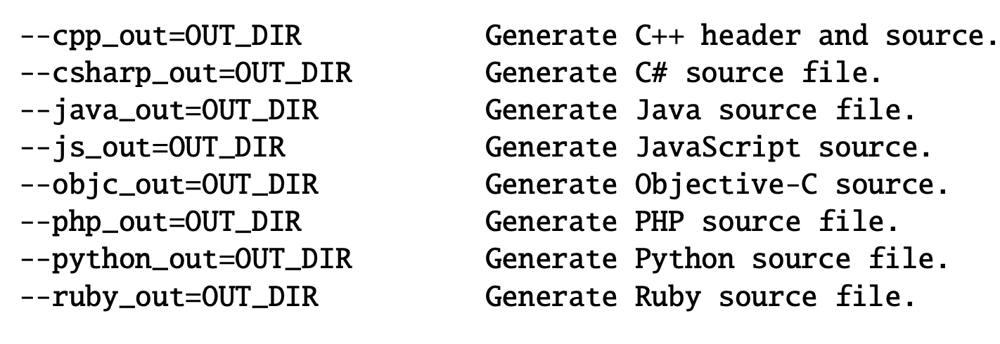 --cpp_out=OUT_DIR Generate C++ header and source.
--csharp_out=OUT_DIR Generate C# source file.
--java_out=OUT_DIR Generate Java source file.
--js_out=OUT_DIR Generate JavaScript source.
--objc_out=OUT_DIR Generate Objective-C source.
--php_out=OUT_DIR Generate PHP source file.
--python_out=OUT_DIR Generate Python source file.
--ruby_out=OUT_DIR Generate Ruby source file.